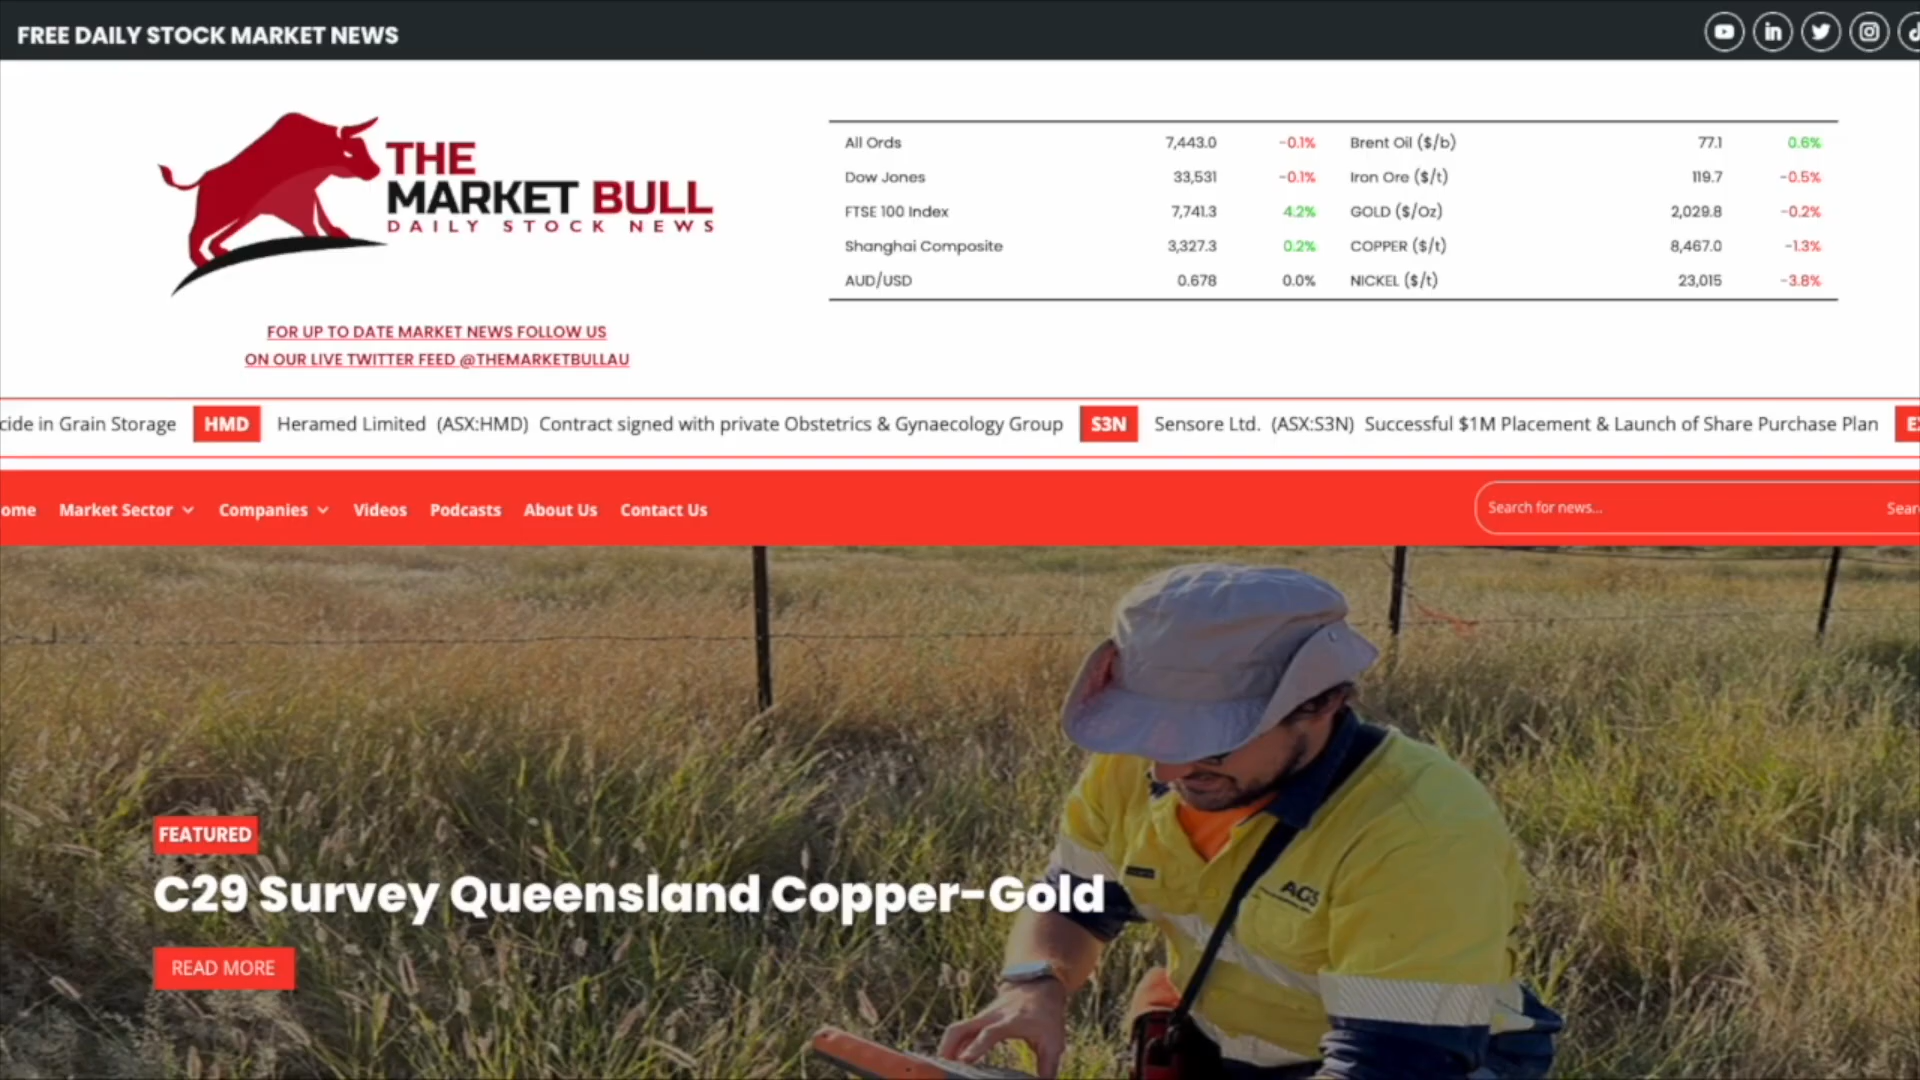 FREE DAILY STOCK MARKET NEWS
THE
MARKET BULL
DAILY STOCK NEWS
FOR UP TO DATE MARKET NEWS FOLLOW US
ON OUR LIVE TWITTER FEED @THEMARKETBULLAU
All Ords 7,443.0 -0.1% Brent Oil ($/b) 77.1 0.6%
Dow Jones 33,531 -0.1% Iron Ore ($/t) 119.7 -0.5%
FTSE 100 Index 7,741.3 4.2% GOLD ($/Oz) 2,029.8 -0.2%
Shanghai Composite 3,327.3 0.2% COPPER ($/t) 8,467.0 -1.3%
AUD/USD 0.678 0.0% NICKEL ($/t) 23,015 -3.8%
cide in Grain Storage HMD Heramed Limited (ASX:HMD) Contract signed with private Obstetrics & Gynaecology Group S3N Sensore Ltd. (ASX:S3N) Successful $1M Placement & Launch of Share Purchase Plan
ome Market Sector Companies Videos Podcasts About Us Contact Us Search for news... Sear
FEATURED
C29 Survey Queensland Copper-Gold
READ MORE
AGS